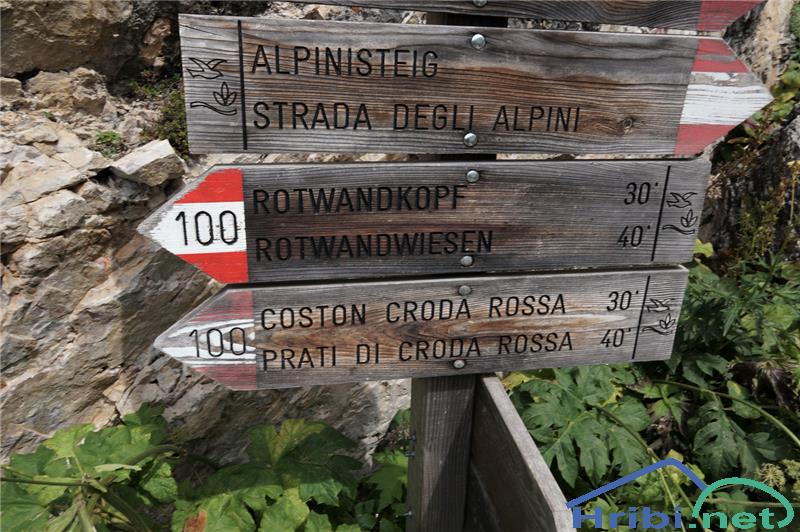 ALPINISTEIG
STRADA DEGLI ALPINI
100 ROTWANDKOPF 30'
ROTWANDWIESEN 40'
100 COSTON CRODA ROSSA 30'
PRATI DI CRODA ROSSA 40'
Hribi.net